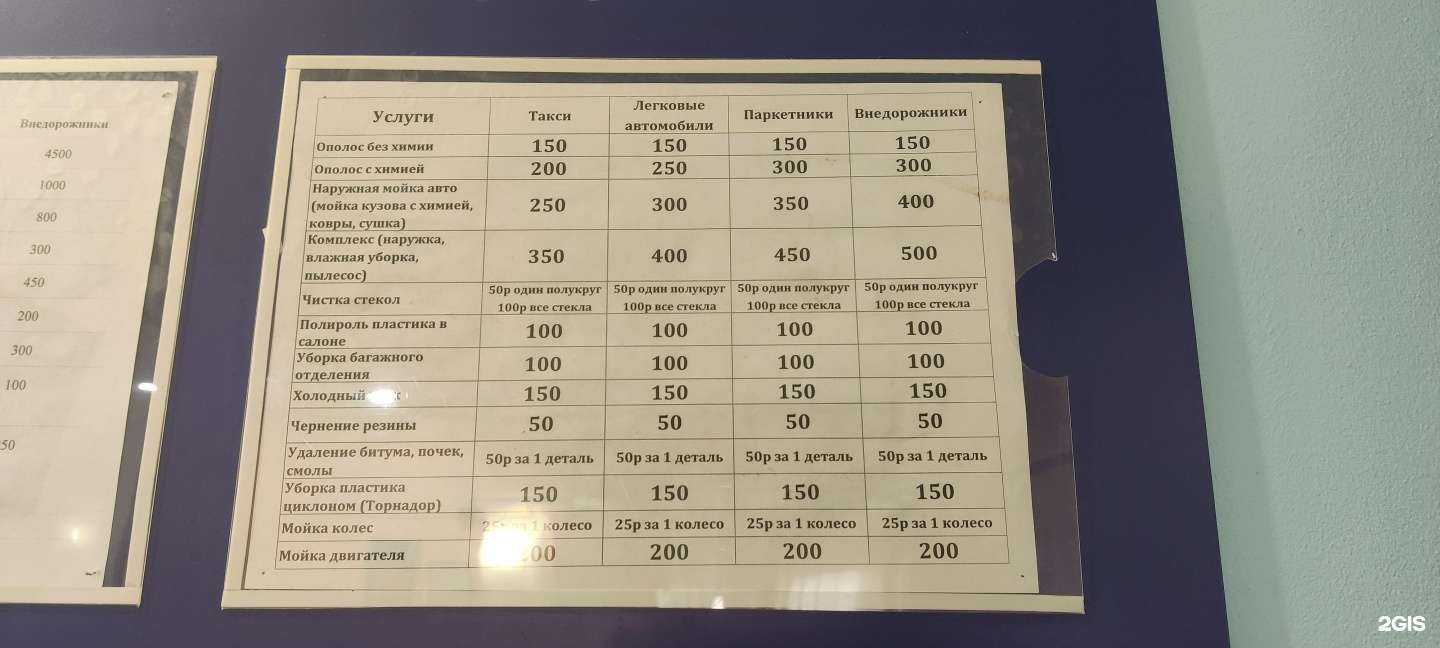 Внедорожники
4500
1000
800
300
450
200
300
100
50
Услуги Такси Легковые автомобили Паркетники Внедорожники
Ополос без химии 150 150 150 150
Ополос с химией 200 250 300 300
Наружная мойка авто
(мойка кузова с химией, 250 300 350 400
ковры, сушка)
Комплекс (наружка,
влажная уборка, 350 400 450 500
пылесос)
Чистка стекол 50р один полукруг 50р один полукруг 50р один полукруг 50р один полукруг
100р все стекла 100р все стекла 100р все стекла 100р все стекла
Полироль пластика в
салоне 100 100 100 100
Уборка багажного
отделения 100 100 100 100
Холодный 150 150 150 150
Чернение резины 50 50 50 50
Удаление битума, почек,
смолы 50р за 1 деталь 50р за 1 деталь 50р за 1 деталь 50р за 1 деталь
Уборка пластика
циклоном (Торнадор) 150 150 150 150
Мойка колес 25р за 1 колесо 25р за 1 колесо 25р за 1 колесо 25р за 1 колесо
Мойка двигателя 200 200 200 200
2GIS